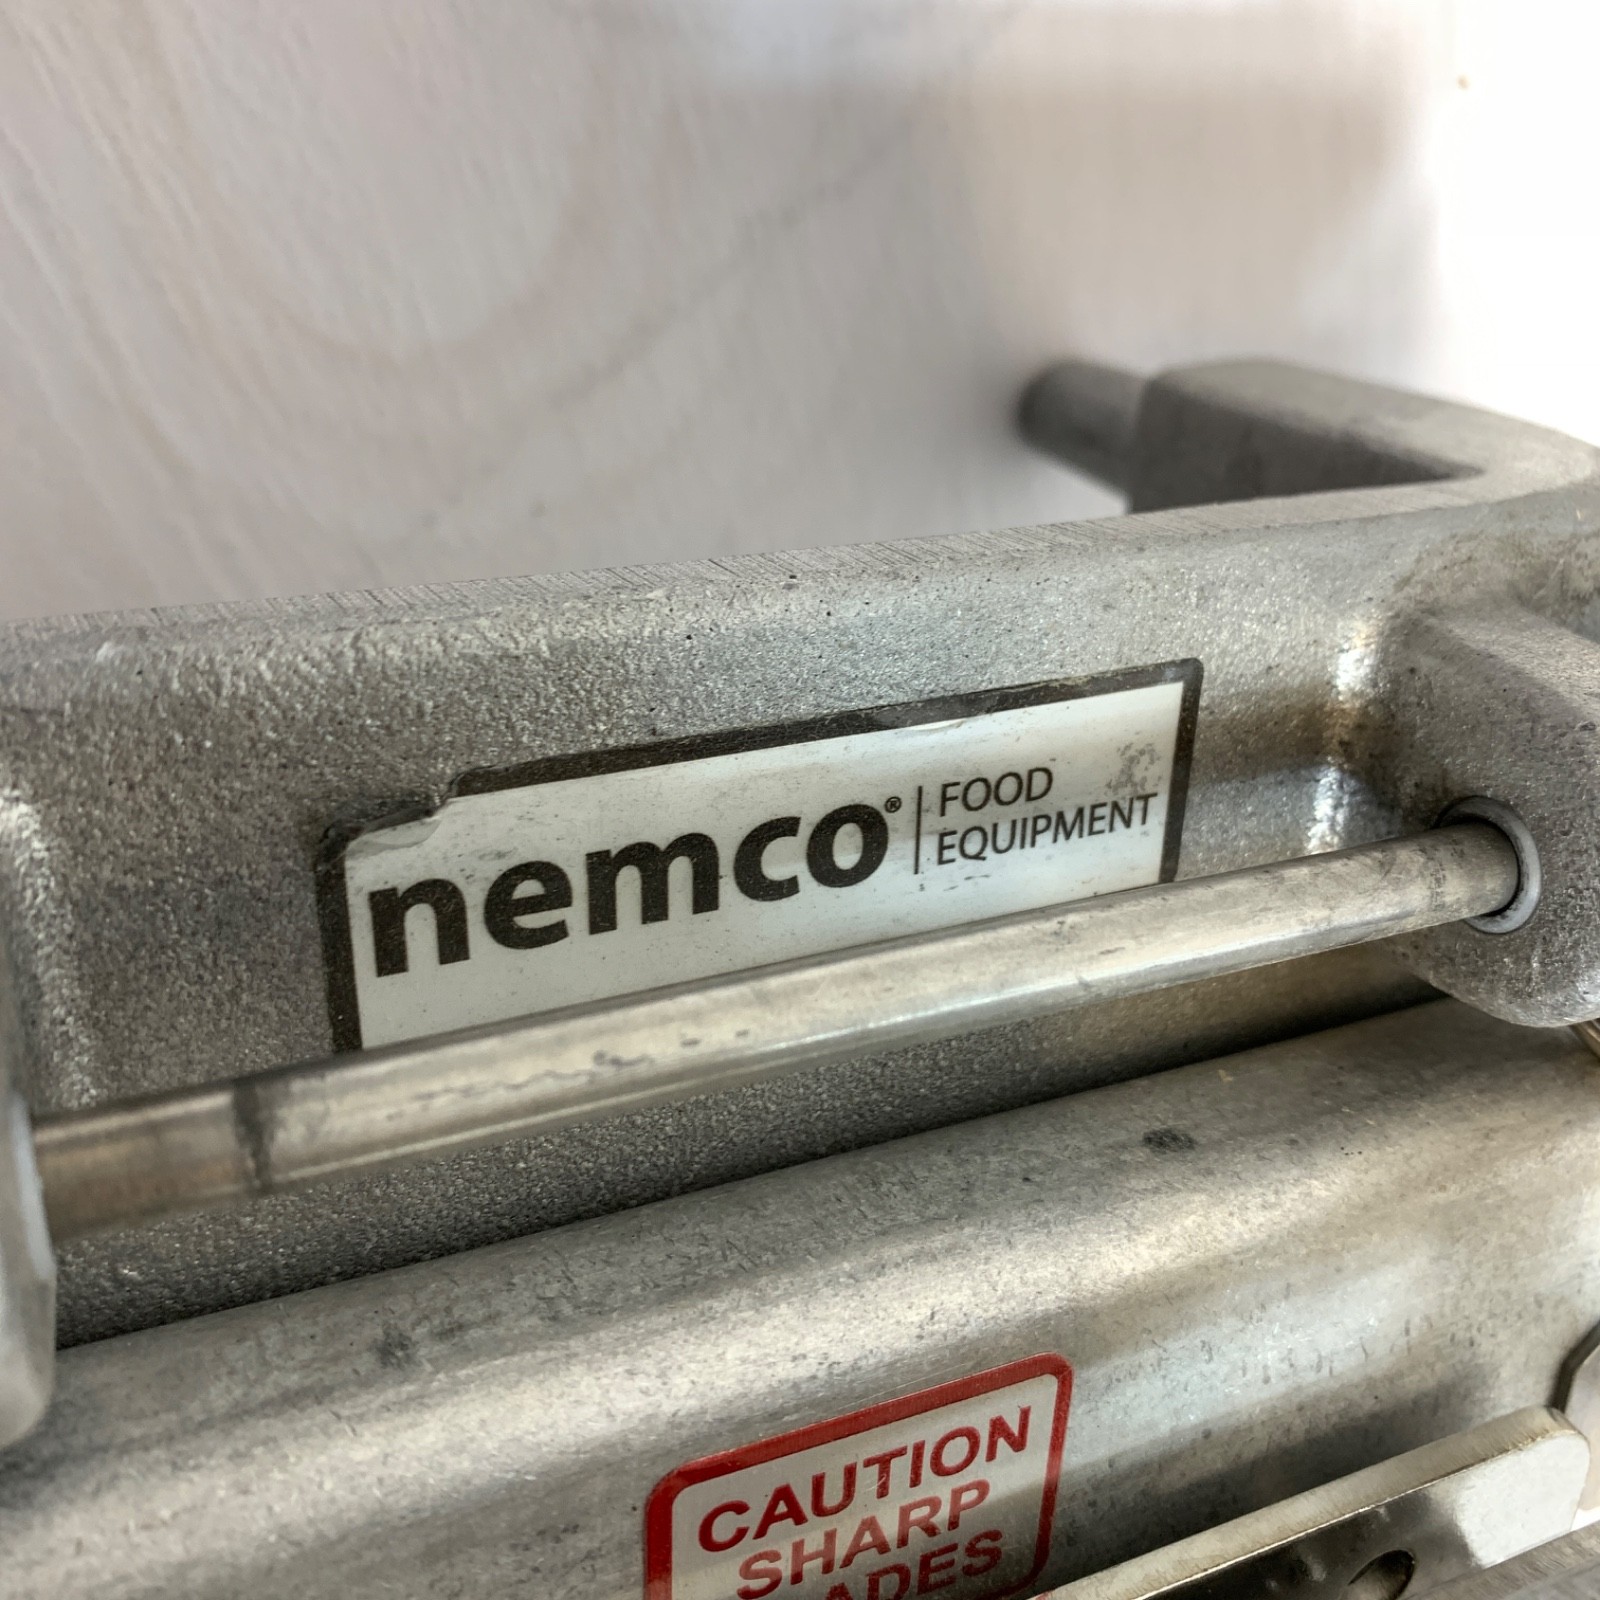 nemco® | FOOD
EQUIPMENT
CAUTION
SHARP